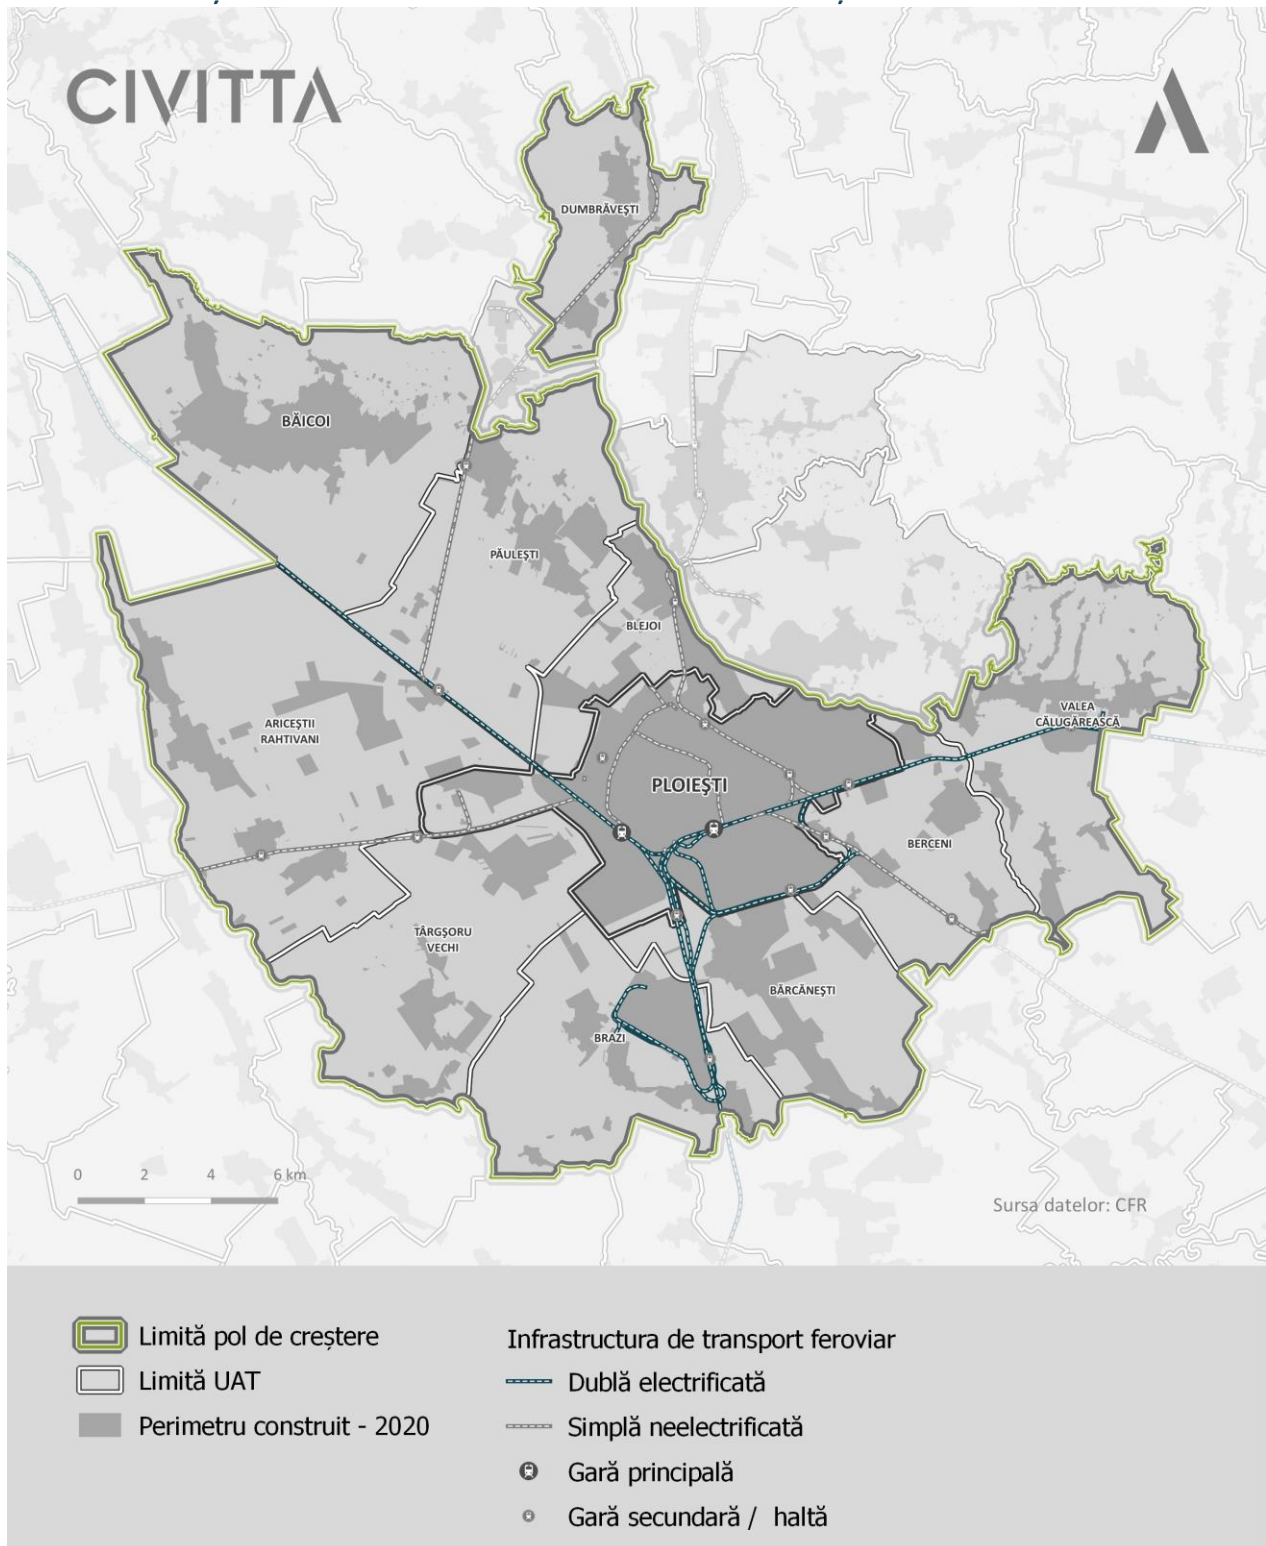 CIVITTA
DUMBRĂVEȘTI
BĂICOI
PĂULEȘTI
BLEJOI
ARICEȘTII
RAHTIVANI
VALEA
CĂLUGĂREASCĂ
PLOIEȘTI
BERCENI
TÂRGȘORU
VECHI
BĂRCĂNEȘTI
BRAZI
0 2 4 6 km
Sursa datelor: CFR
Limită pol de creștere
Limită UAT
Perimetru construit - 2020
Infrastructura de transport feroviar
Dublă electrificată
Simplă neelectrificată
Gară principală
Gară secundară / haltă